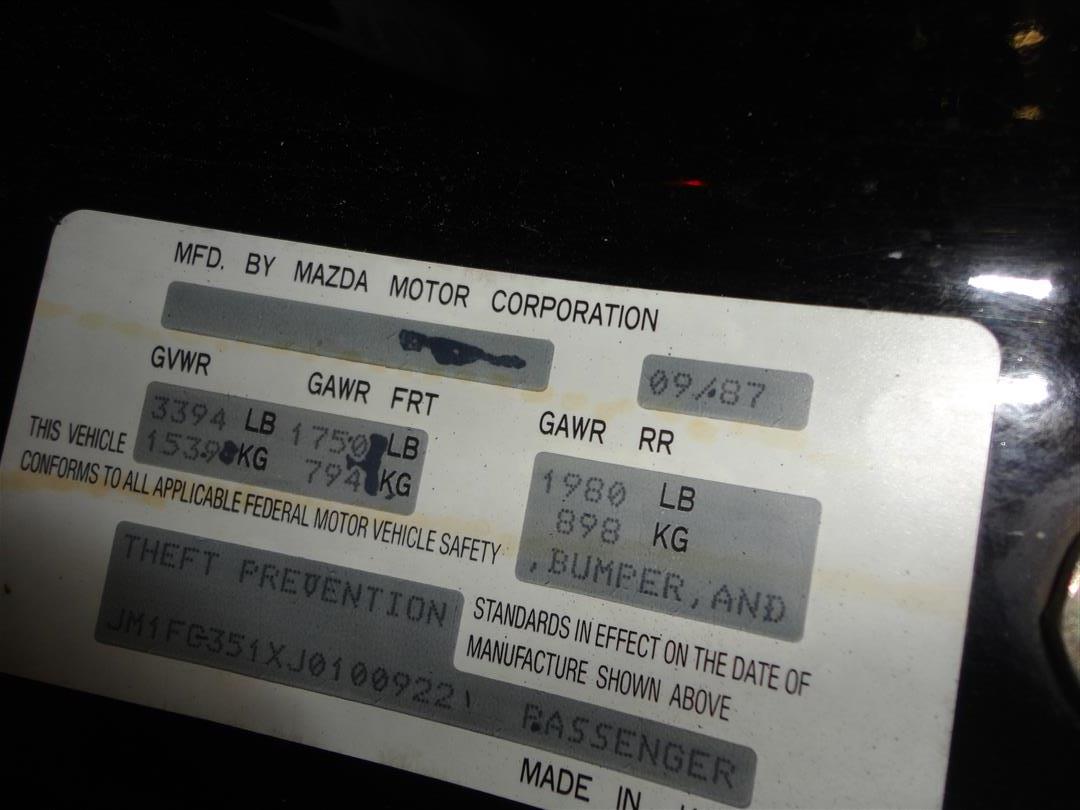 MFD. BY MAZDA MOTOR CORPORATION
09/87
GVWR GAWR FRT GAWR RR
3394 LB 1750 LB 1980 LB
1539 KG 794 KG 898 KG
THIS VEHICLE
CONFORMS TO ALL APPLICABLE FEDERAL MOTOR VEHICLE SAFETY ,BUMPER,AND
THEFT PREVENTION STANDARDS IN EFFECT ON THE DATE OF
MANUFACTURE SHOWN ABOVE
JM1FG351XJ0100922 PASSENGER
MADE IN